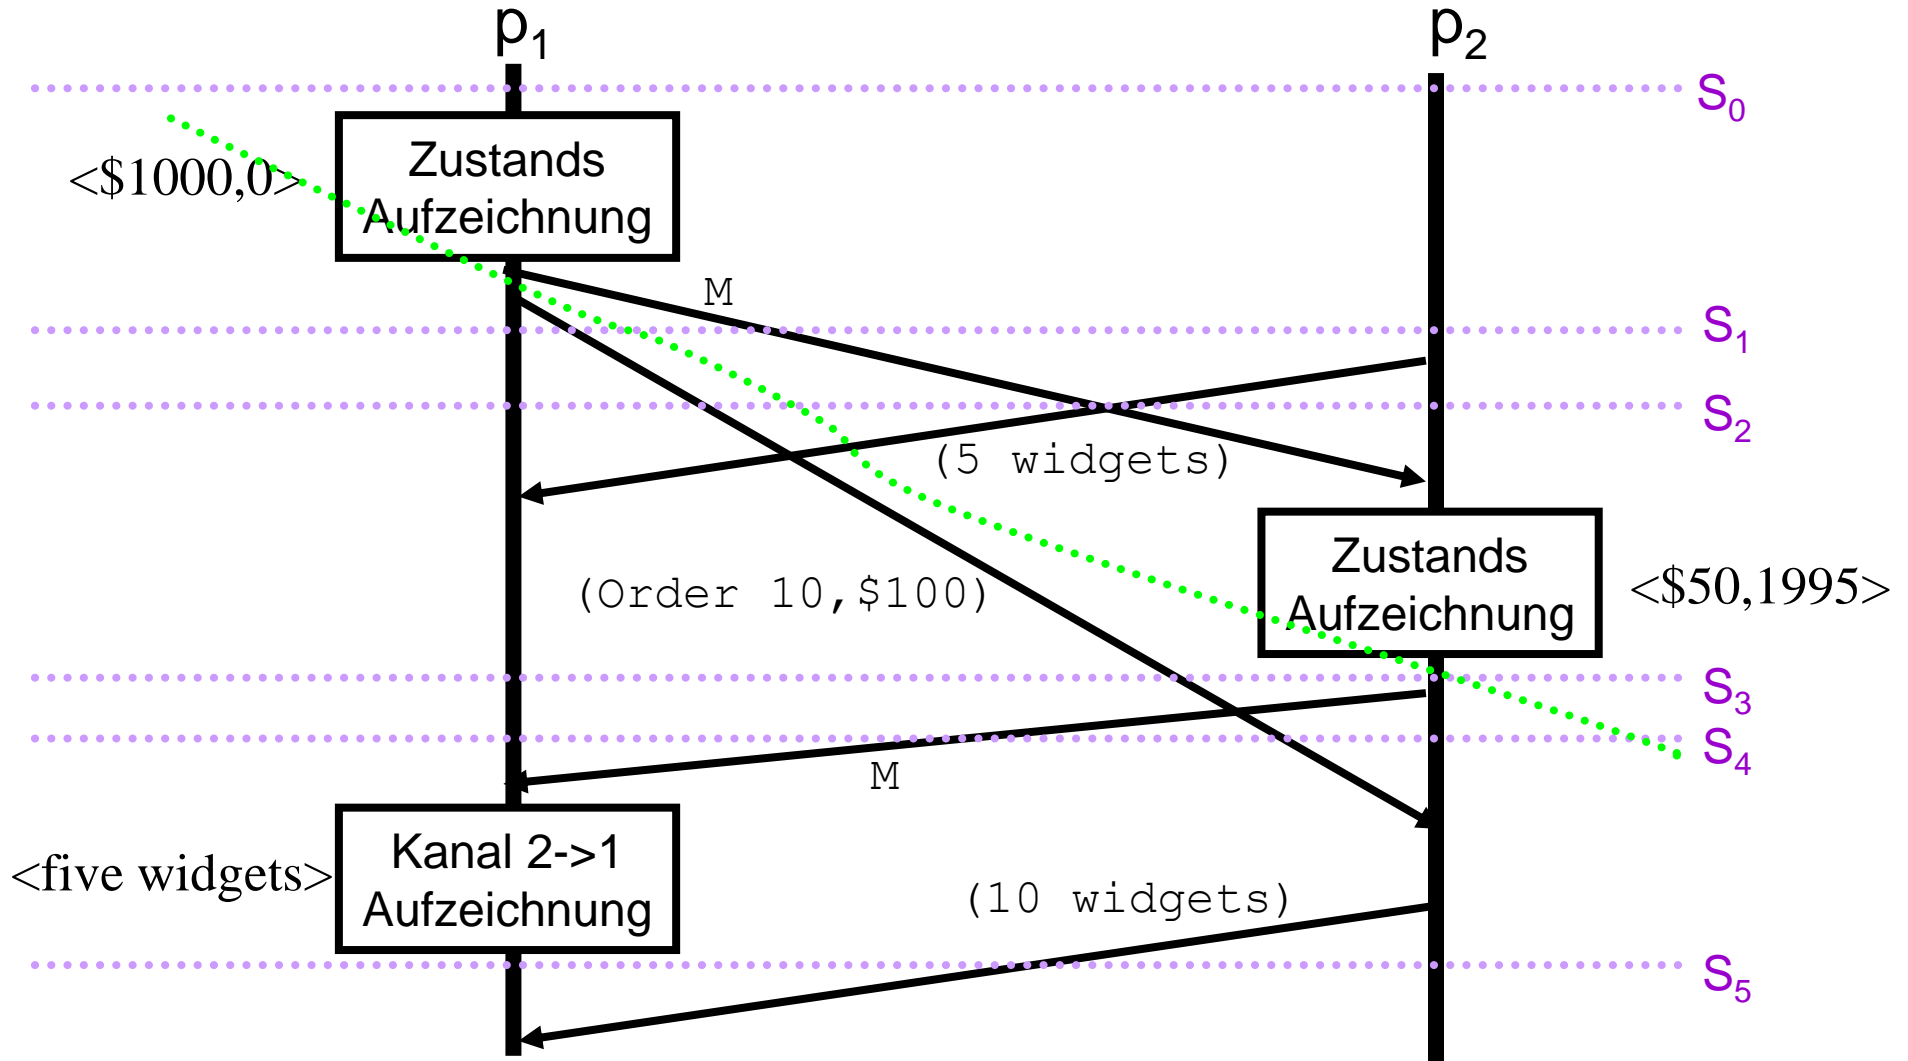 p1
p2
S0
Zustands
Aufzeichnung
<$1000,0>
M
S1
S2
(5 widgets)
Zustands
Aufzeichnung
<$50,1995>
(Order 10,$100)
S3
S4
M
Kanal 2->1
Aufzeichnung
<five widgets>
(10 widgets)
S5